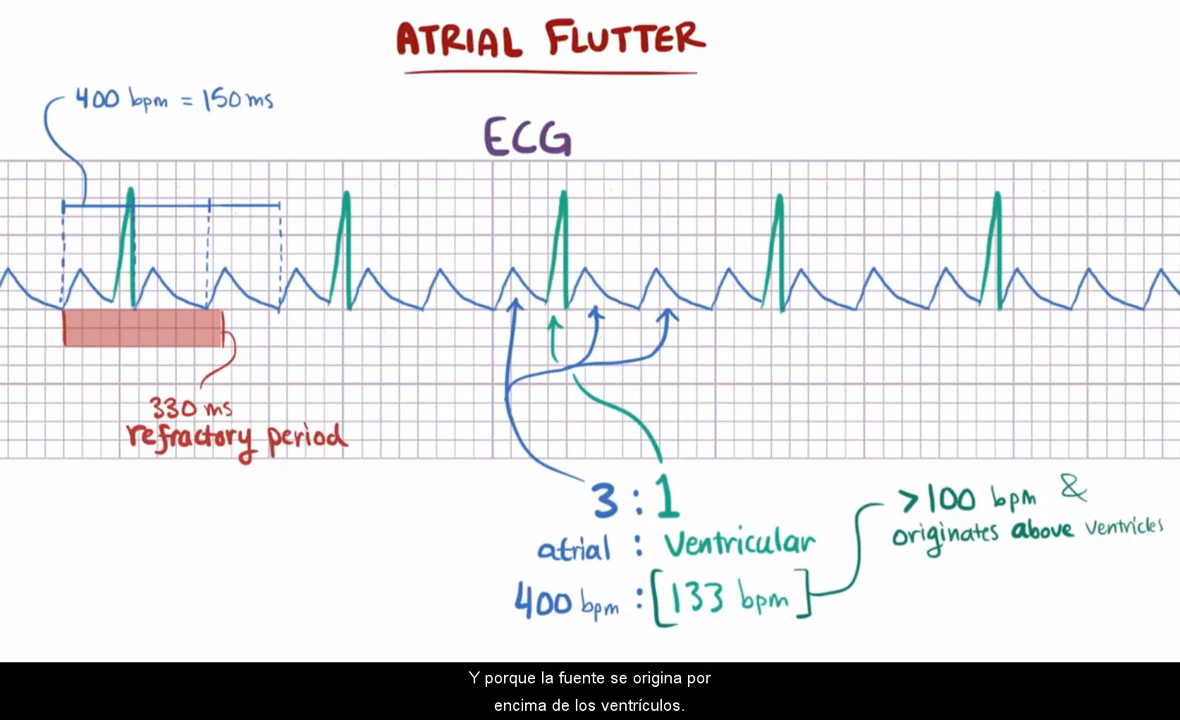 ATRIAL FLUTTER
400 bpm = 150 ms
ECG
330 ms
refractory period
3 : 1
atrial : Ventricular
400 bpm : [133 bpm]
>100 bpm &
originates above ventricles
Y porque la fuente se origina por
encima de los ventrículos.